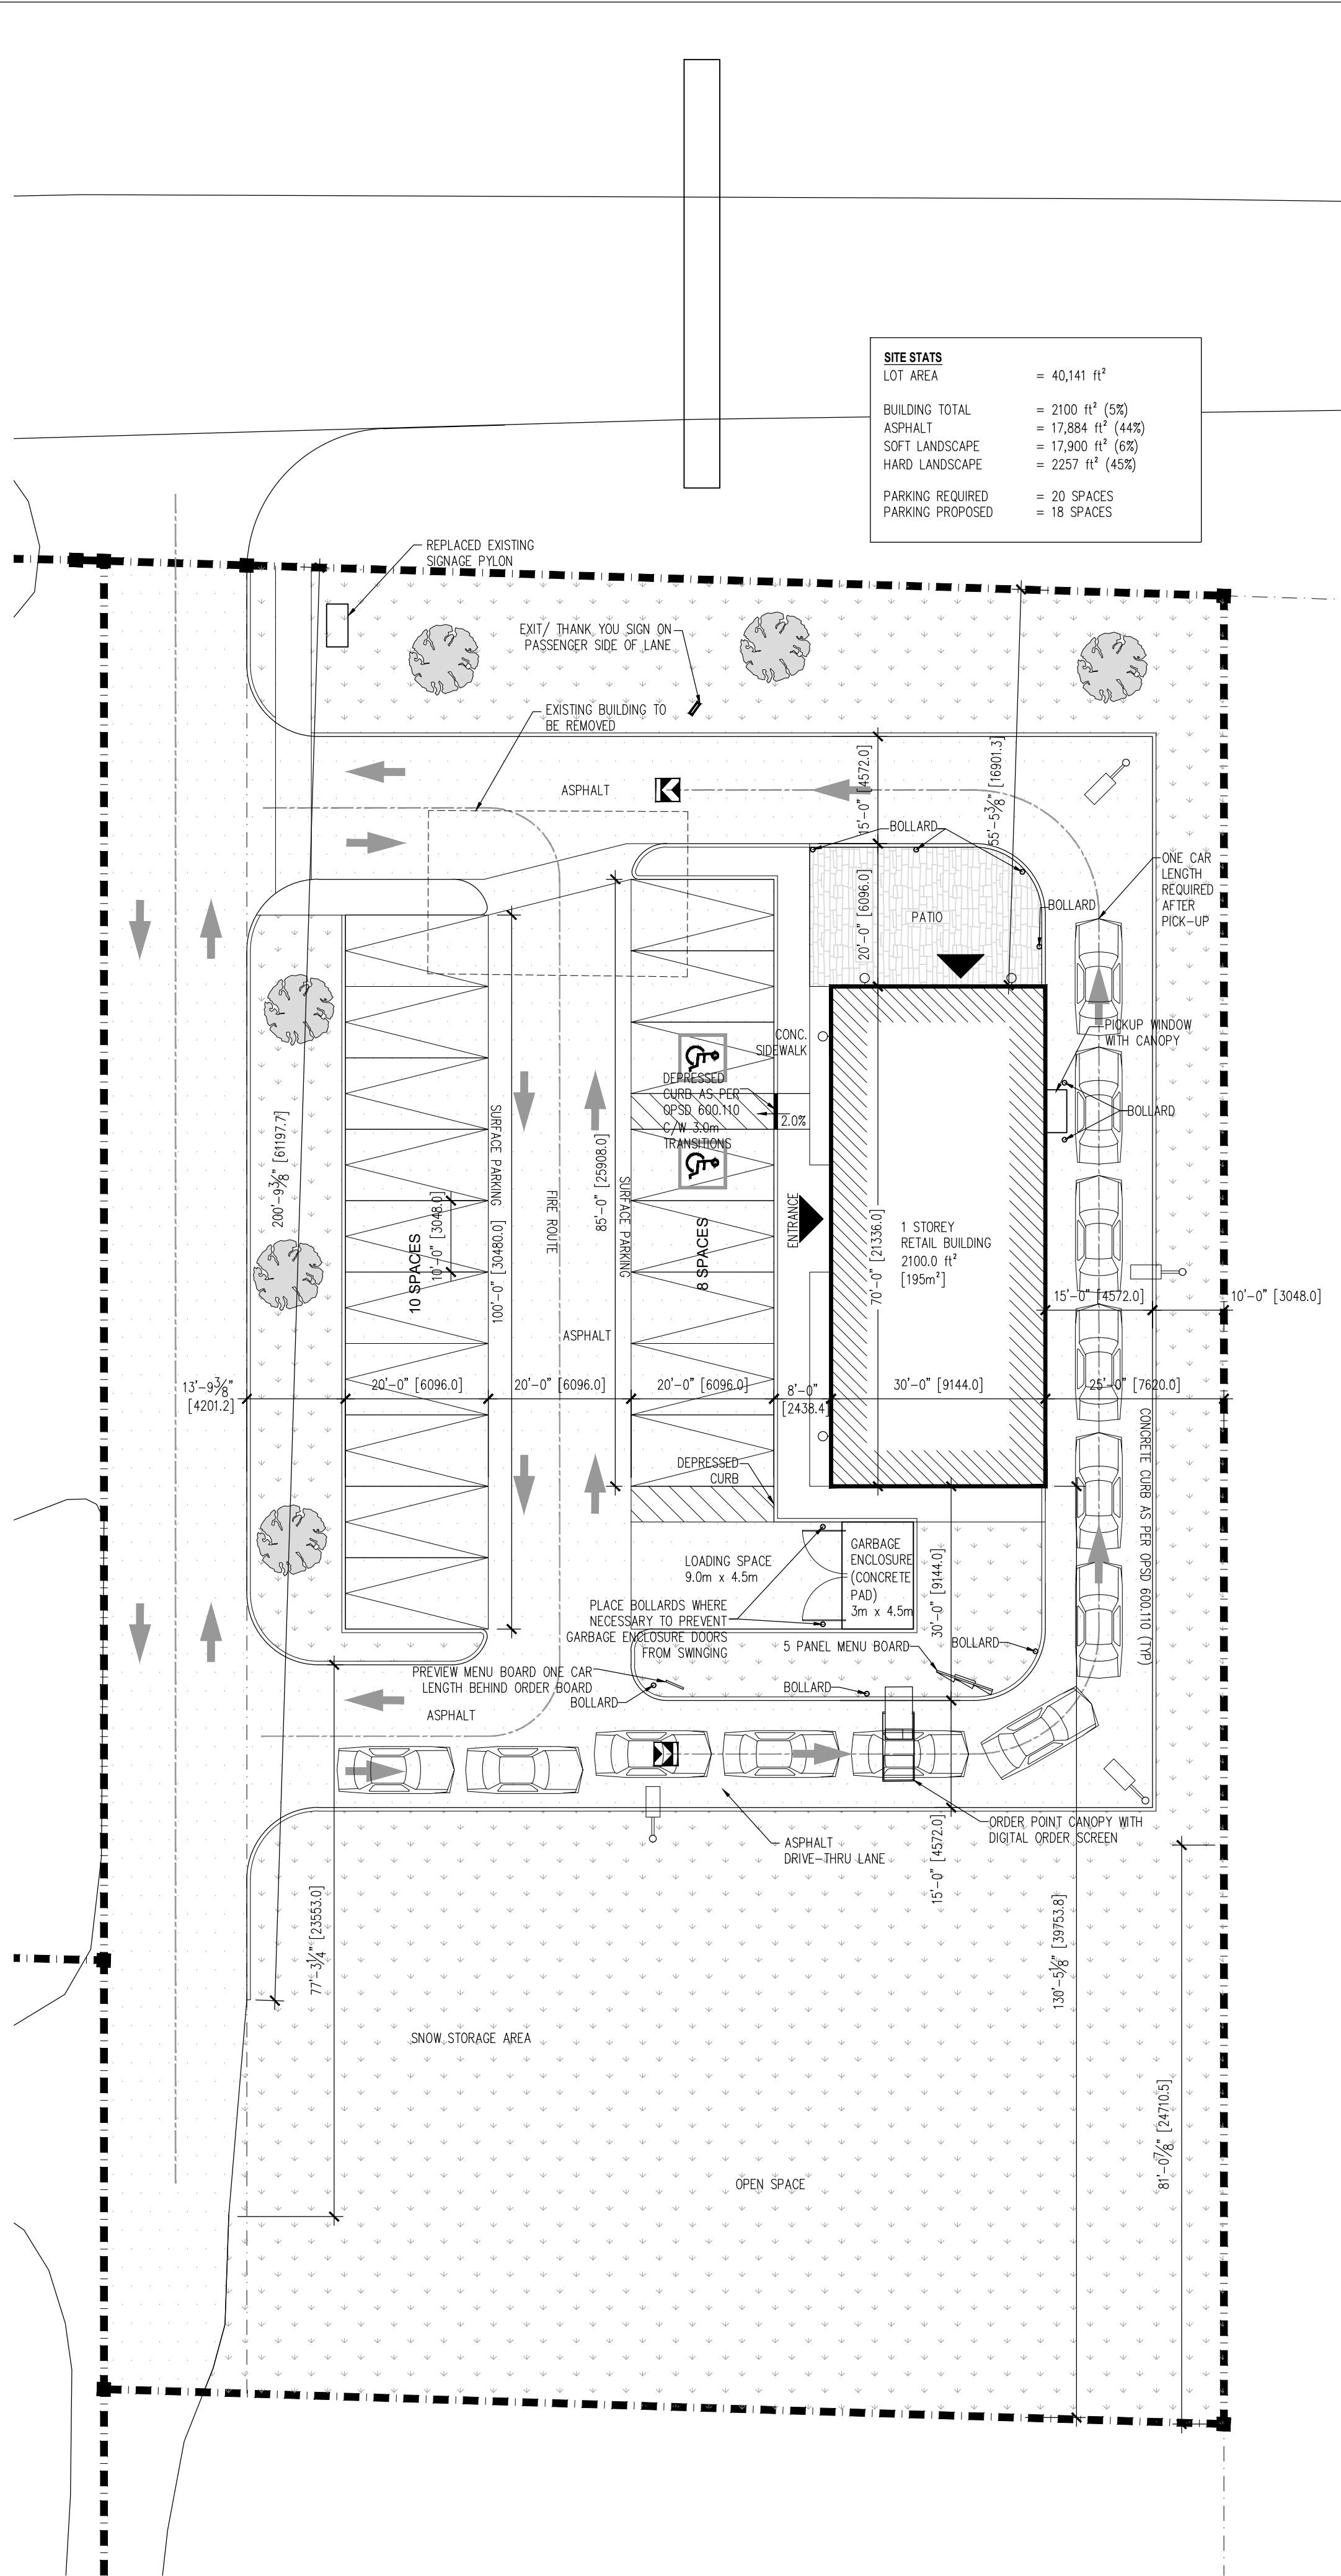 SITE STATS
LOT AREA = 40,141 ft²
BUILDING TOTAL = 2100 ft² (5%)
ASPHALT = 17,884 ft² (44%)
SOFT LANDSCAPE = 17,900 ft² (6%)
HARD LANDSCAPE = 2257 ft² (45%)
PARKING REQUIRED = 20 SPACES
PARKING PROPOSED = 18 SPACES
REPLACED EXISTING
SIGNAGE PYLON
EXIT/ THANK YOU SIGN ON
PASSENGER SIDE OF LANE
EXISTING BUILDING TO
BE REMOVED
ASPHALT
15'-0" [4572.0]
55'-5⅜" [16901.3]
BOLLARD
ONE CAR
LENGTH
REQUIRED
AFTER
PICK-UP
BOLLARD
20'-0" [6096.0]
PATIO
CONC.
SIDEWALK
PICKUP WINDOW
WITH CANOPY
DEPRESSED
CURB AS PER
OPSD 600.110
C/W 3.0m
TRANSITIONS
2.0%
BOLLARD
200'-9⅜" [61197.7]
SURFACE PARKING
100'-0" [30480.0]
FIRE ROUTE
85'-0" [25908.0]
SURFACE PARKING
10 SPACES
10'-0" [3048.0]
8 SPACES
ENTRANCE
70'-0" [21336.0]
1 STOREY
RETAIL BUILDING
2100.0 ft²
[195m²]
15'-0" [4572.0]
10'-0" [3048.0]
ASPHALT
13'-9⅜"
[4201.2]
20'-0" [6096.0]
20'-0" [6096.0]
20'-0" [6096.0]
8'-0"
[2438.4]
30'-0" [9144.0]
25'-0" [7620.0]
CONCRETE CURB AS PER OPSD 600.110 (TYP)
DEPRESSED
CURB
LOADING SPACE
9.0m x 4.5m
GARBAGE
ENCLOSURE
(CONCRETE
PAD)
3m x 4.5m
30'-0" [9144.0]
PLACE BOLLARDS WHERE
NECESSARY TO PREVENT
GARBAGE ENCLOSURE DOORS
FROM SWINGING
5 PANEL MENU BOARD
BOLLARD
PREVIEW MENU BOARD ONE CAR
LENGTH BEHIND ORDER BOARD
BOLLARD
BOLLARD
ASPHALT
ORDER POINT CANOPY WITH
DIGITAL ORDER SCREEN
ASPHALT
DRIVE-THRU LANE
15'-0" [4572.0]
77'-3¼" [23553.0]
130'-5⅛" [39753.8]
SNOW STORAGE AREA
81'-0⅞" [24710.5]
OPEN SPACE